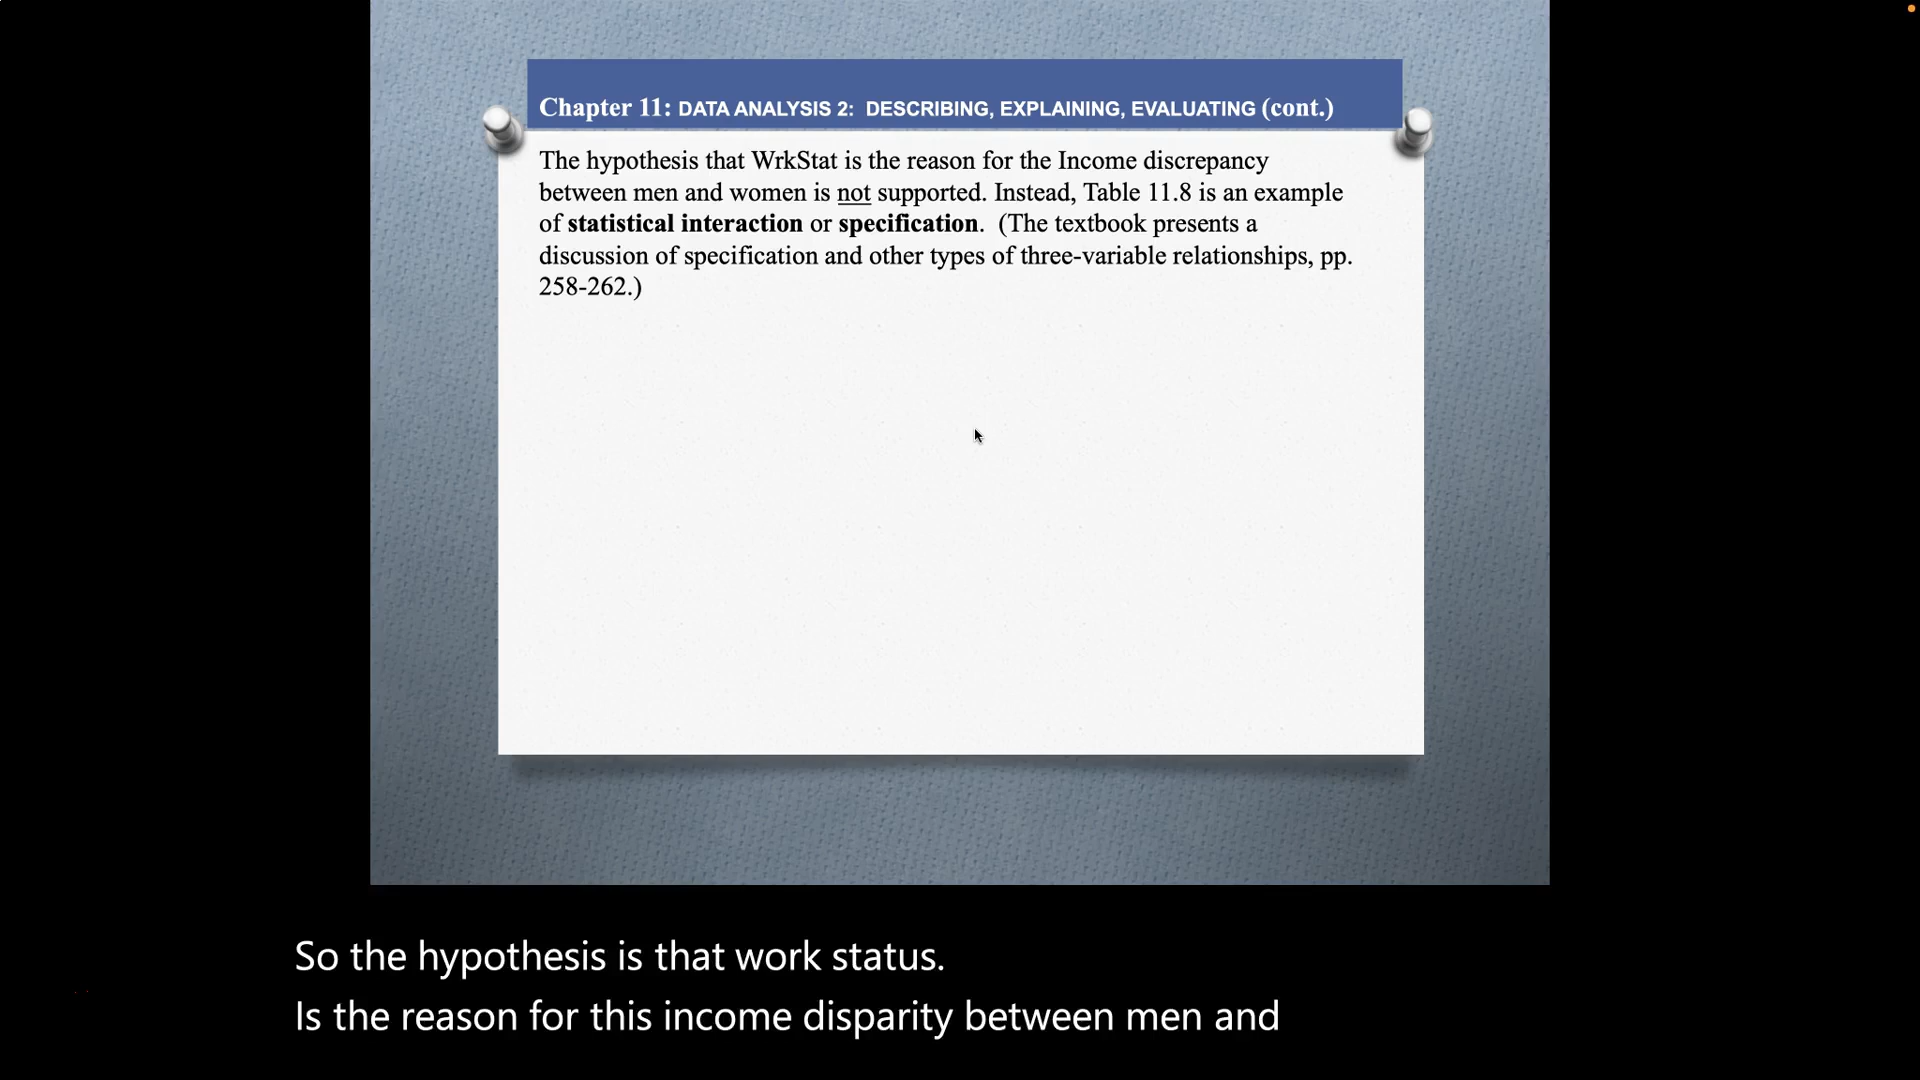 Chapter 11: DATA ANALYSIS 2: DESCRIBING, EXPLAINING, EVALUATING (cont.)
The hypothesis that WrkStat is the reason for the Income discrepancy
between men and women is not supported. Instead, Table 11.8 is an example
of statistical interaction or specification. (The textbook presents a
discussion of specification and other types of three-variable relationships, pp.
258-262.)
So the hypothesis is that work status.
Is the reason for this income disparity between men and